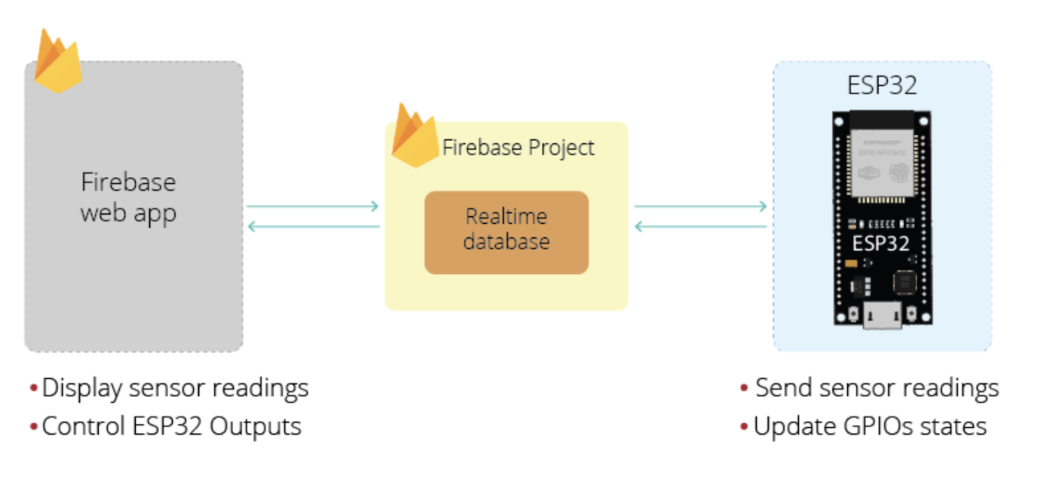 Firebase
web app
Firebase Project
Realtime
database
ESP32
ESP32
• Display sensor readings
• Control ESP32 Outputs
• Send sensor readings
• Update GPIOs states